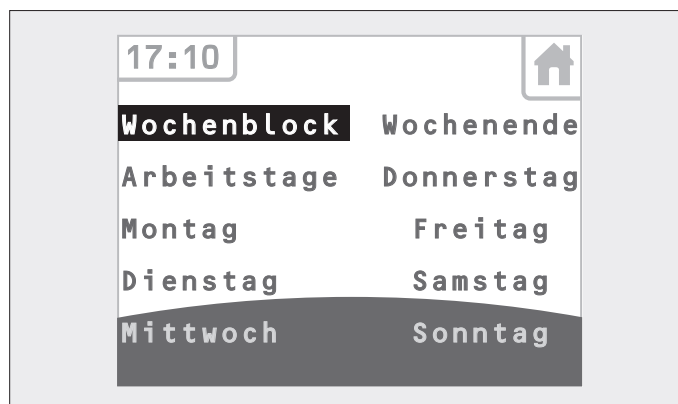 17:10
Wochenblock Wochenende
Arbeitstage Donnerstag
Montag Freitag
Dienstag Samstag
Mittwoch Sonntag